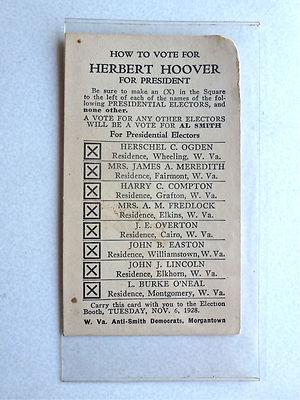 HOW TO VOTE FOR
HERBERT HOOVER
FOR PRESIDENT
Be sure to make an (X) in the Square
to the left of each of the names of the fol-
lowing PRESIDENTIAL ELECTORS, and
none other.
A VOTE FOR ANY OTHER ELECTORS
WILL BE A VOTE FOR AL SMITH
For Presidential Electors
HERSCHEL C. OGDEN
Residence, Wheeling, W. Va.
MRS. JAMES A. MEREDITH
Residence, Fairmont, W. Va.
HARRY C. COMPTON
Residence, Grafton, W. Va.
MRS. A. M. FREDLOCK
Residence, Elkins, W. Va.
J. E. OVERTON
Residence, Cairo, W. Va.
JOHN B. EASTON
Residence, Williamstown, W. Va.
JOHN J. LINCOLN
Residence, Elkhorn, W. Va.
L. BURKE O'NEAL
Residence, Montgomery, W. Va.
Carry this card with you to the Election
Booth, TUESDAY, NOV. 6, 1928.
W. Va. Anti-Smith Democrats, Morgantown